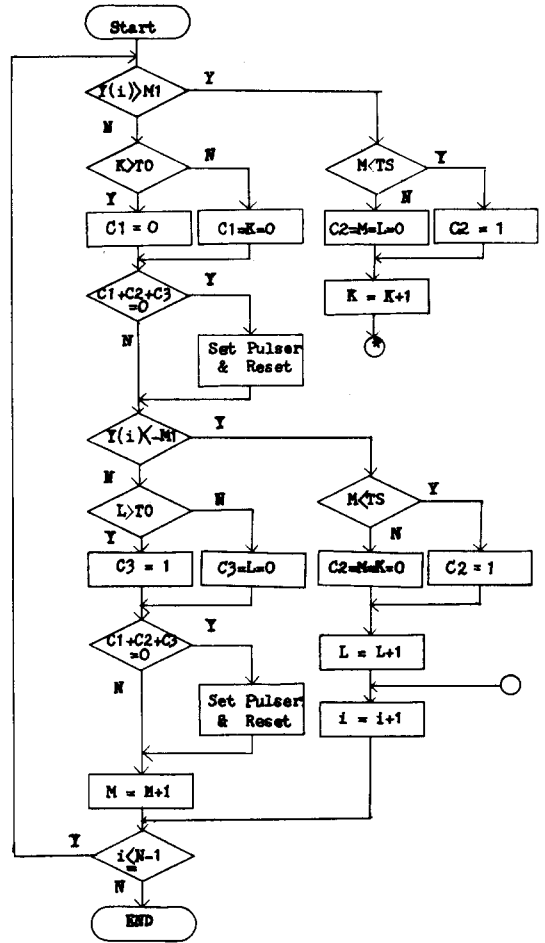 Start
Y(i)>M1
Y
N
K>TO
N
Y
M<TS
Y
N
C1 = 0
C1=K=0
C2=M=L=0
C2 = 1
C1+C2+C3
=0
Y
N
K = K+1
*
Set Pulser
& Reset
Y(i)<-M1
Y
N
L>TO
N
Y
M<TS
Y
N
C3 = 1
C3=L=0
C2=M=K=0
C2 = 1
C1+C2+C3
=0
Y
N
L = L+1
Set Pulser
& Reset
i = i+1
M = M+1
i≤N-1
Y
N
END